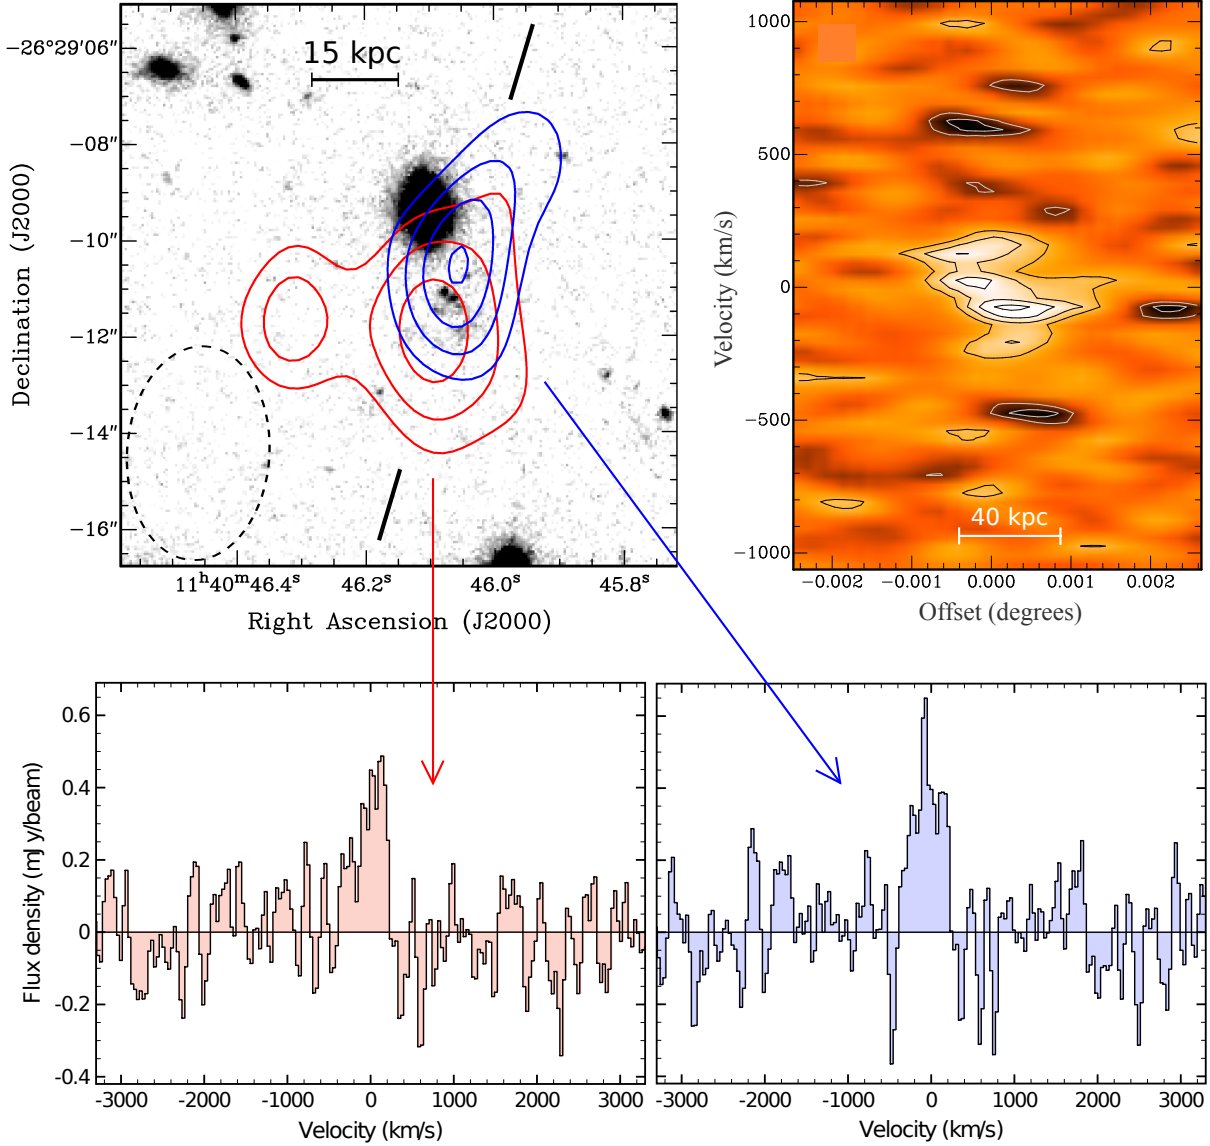 −26°29′06″
−08″
−10″
−12″
−14″
−16″
Declination (J2000)
15 kpc
11ʰ40ᵐ46.4ˢ 46.2ˢ 46.0ˢ 45.8ˢ
Right Ascension (J2000)
1000
500
0
−500
−1000
Velocity (km/s)
40 kpc
−0.002 −0.001 0.000 0.001 0.002
Offset (degrees)
0.6
0.4
0.2
0
-0.2
-0.4
Flux density (mJy/beam)
-3000 -2000 -1000 0 1000 2000 3000
Velocity (km/s)
-3000 -2000 -1000 0 1000 2000 3000
Velocity (km/s)